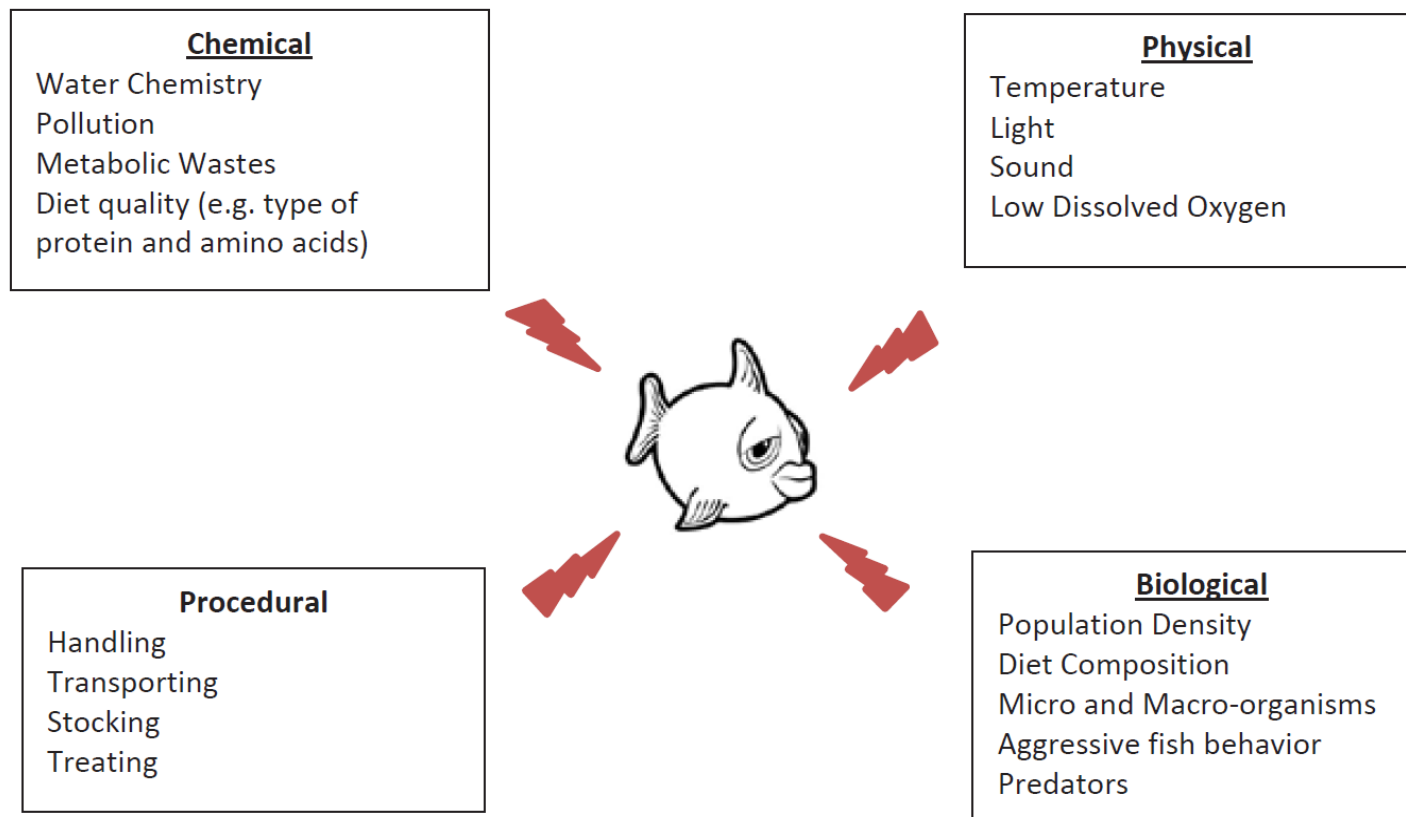 Chemical
Water Chemistry
Pollution
Metabolic Wastes
Diet quality (e.g. type of
protein and amino acids)
Physical
Temperature
Light
Sound
Low Dissolved Oxygen
Procedural
Handling
Transporting
Stocking
Treating
Biological
Population Density
Diet Composition
Micro and Macro-organisms
Aggressive fish behavior
Predators